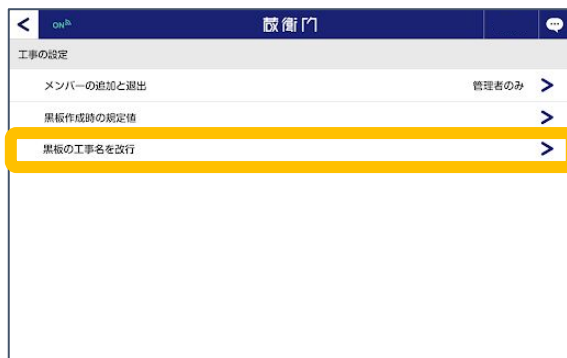 ON
蔵衛門
工事の設定
メンバーの追加と退出 管理者のみ
黒板作成時の規定値
黒板の工事名を改行